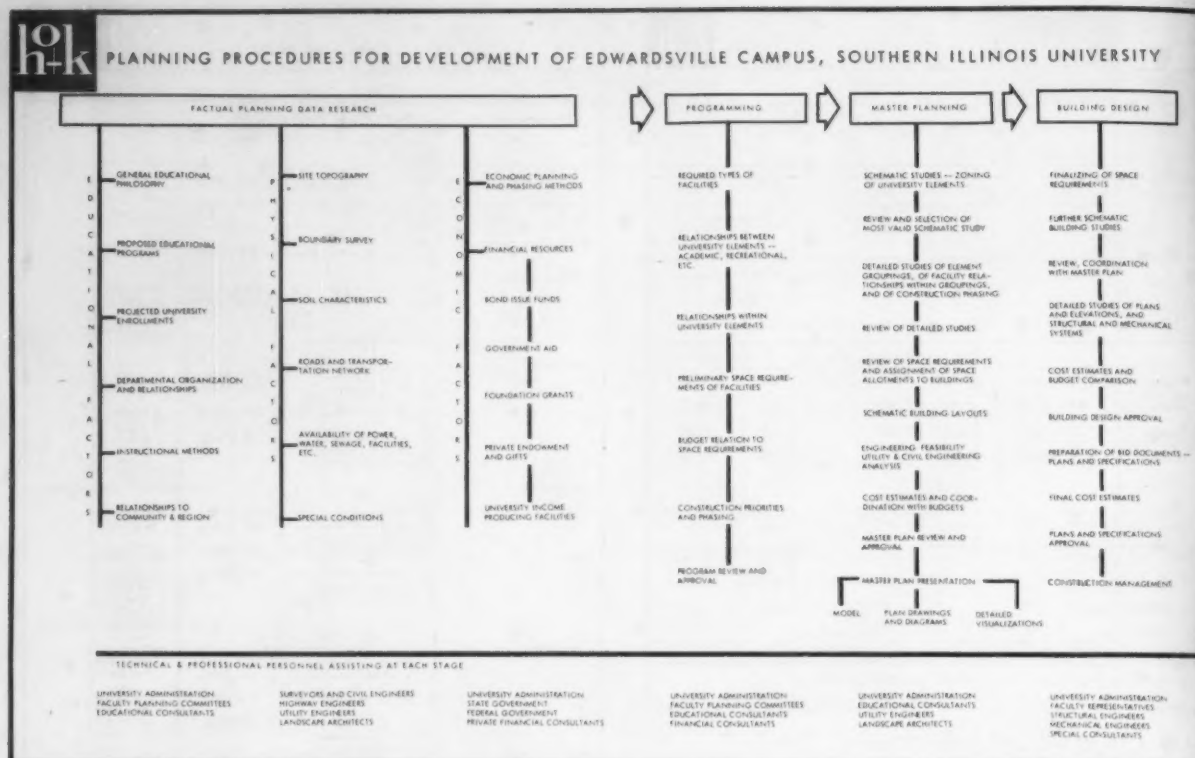 hok
PLANNING PROCEDURES FOR DEVELOPMENT OF EDWARDSVILLE CAMPUS, SOUTHERN ILLINOIS UNIVERSITY
FACTUAL PLANNING DATA RESEARCH
EDUCATIONAL FACTORS
GENERAL EDUCATIONAL
PHILOSOPHY
PROPOSED EDUCATIONAL
PROGRAMS
PROJECTED UNIVERSITY
ENROLLMENTS
DEPARTMENTAL ORGANIZATION
AND RELATIONSHIPS
INSTRUCTIONAL METHODS
RELATIONSHIPS TO
COMMUNITY & REGION
FACTORS
SITE TOPOGRAPHY
BOUNDARY SURVEY
SOIL CHARACTERISTICS
ROADS AND TRANSPOR-
TATION NETWORK
AVAILABILITY OF POWER,
WATER, SEWAGE, FACILITIES,
ETC.
SPECIAL CONDITIONS
ECONOMIC FACTORS
ECONOMIC PLANNING
AND PHASING METHODS
FINANCIAL RESOURCES
BOND ISSUE FUNDS
GOVERNMENT AID
FOUNDATION GRANTS
PRIVATE ENDOWMENT
AND GIFTS
UNIVERSITY INCOME
PRODUCING FACILITIES
PROGRAMMING
REQUIRED TYPES OF
FACILITIES
RELATIONSHIPS BETWEEN
UNIVERSITY ELEMENTS --
ACADEMIC, RECREATIONAL,
ETC.
RELATIONSHIPS WITHIN
UNIVERSITY ELEMENTS
PRELIMINARY SPACE REQUIRE-
MENTS OF FACILITIES
BUDGET RELATION TO
SPACE REQUIREMENTS
CONSTRUCTION PRIORITIES
AND PHASING
PROGRAM REVIEW AND
APPROVAL
MASTER PLANNING
SCHEMATIC STUDIES -- ZONING
OF UNIVERSITY ELEMENTS
REVIEW AND SELECTION OF
MOST VALID SCHEMATIC STUDY
DETAILED STUDIES OF ELEMENT
GROUPINGS, OF FACILITY RELA-
TIONSHIPS WITHIN GROUPINGS,
AND OF CONSTRUCTION PHASING
REVIEW OF DETAILED STUDIES
REVIEW OF SPACE REQUIREMENTS
AND ASSIGNMENT OF SPACE
ALLOTMENTS TO BUILDINGS
SCHEMATIC BUILDING LAYOUTS
ENGINEERING FEASIBILITY
UTILITY & CIVIL ENGINEERING
ANALYSIS
COST ESTIMATES AND COOR-
DINATION WITH BUDGETS
MASTER PLAN REVIEW AND
APPROVAL
MASTER PLAN PRESENTATION
MODEL
PLAN DRAWINGS
AND DIAGRAMS
DETAILED
VISUALIZATIONS
BUILDING DESIGN
FINALIZING OF SPACE
REQUIREMENTS
FURTHER SCHEMATIC
BUILDING STUDIES
REVIEW, COORDINATION
WITH MASTER PLAN
DETAILED STUDIES OF PLANS
AND ELEVATIONS, AND
STRUCTURAL AND MECHANICAL
SYSTEMS
COST ESTIMATES AND
BUDGET COMPARISON
BUILDING DESIGN APPROVAL
PREPARATION OF BID DOCUMENTS --
PLANS AND SPECIFICATIONS
FINAL COST ESTIMATES
PLANS AND SPECIFICATIONS
APPROVAL
CONSTRUCTION MANAGEMENT
TECHNICAL & PROFESSIONAL PERSONNEL ASSISTING AT EACH STAGE
UNIVERSITY ADMINISTRATION
FACULTY PLANNING COMMITTEES
EDUCATIONAL CONSULTANTS
SURVEYORS AND CIVIL ENGINEERS
HIGHWAY ENGINEERS
UTILITY ENGINEERS
LANDSCAPE ARCHITECTS
UNIVERSITY ADMINISTRATION
STATE GOVERNMENT
FEDERAL GOVERNMENT
PRIVATE FINANCIAL CONSULTANTS
UNIVERSITY ADMINISTRATION
FACULTY PLANNING COMMITTEES
EDUCATIONAL CONSULTANTS
FINANCIAL CONSULTANTS
UNIVERSITY ADMINISTRATION
EDUCATIONAL CONSULTANTS
UTILITY ENGINEERS
LANDSCAPE ARCHITECTS
UNIVERSITY ADMINISTRATION
FACULTY REPRESENTATIVES
STRUCTURAL ENGINEERS
MECHANICAL ENGINEERS
SPECIAL CONSULTANTS